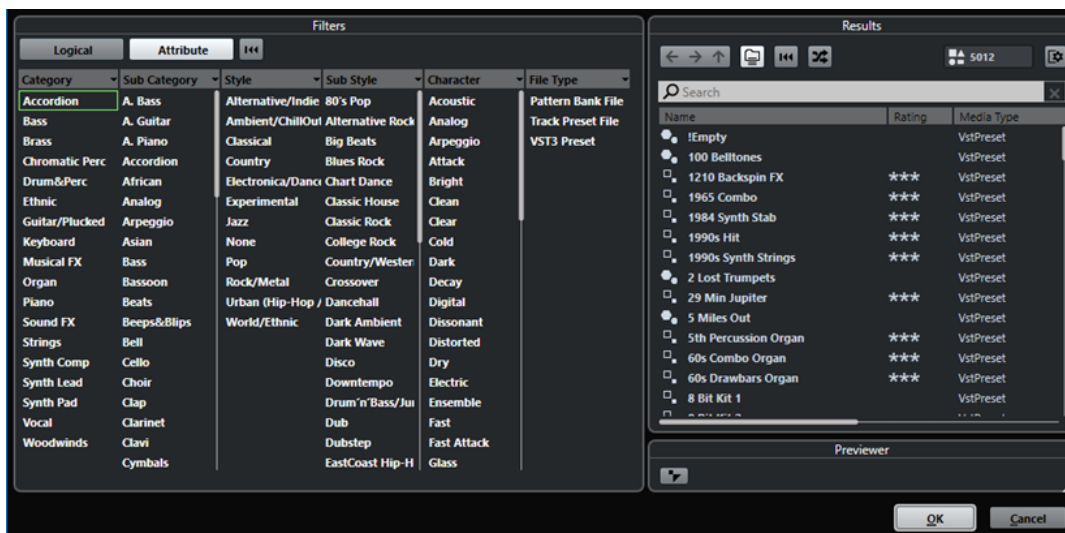 Filters
Logical Attribute
Category Sub Category Style Sub Style Character File Type
Accordion A. Bass Alternative/Indie 80's Pop Acoustic Pattern Bank File
Bass A. Guitar Ambient/ChillOut Alternative Rock Analog Track Preset File
Brass A. Piano Classical Big Beats Arpeggio VST3 Preset
Chromatic Perc Accordion Country Blues Rock Attack
Drum&Perc African Electronica/Danc Chart Dance Bright
Ethnic Analog Experimental Classic House Clean
Guitar/Plucked Arpeggio Jazz Classic Rock Clear
Keyboard Asian None College Rock Cold
Musical FX Bass Pop Country/Wester Dark
Organ Bassoon Rock/Metal Crossover Decay
Piano Beats Urban (Hip-Hop / Dancehall Digital
Sound FX Beeps&Blips World/Ethnic Dark Ambient Dissonant
Strings Bell Dark Wave Distorted
Synth Comp Cello Disco Dry
Synth Lead Choir Downtempo Electric
Synth Pad Clap Drum´n´Bass/Jun Ensemble
Vocal Clarinet Dub Fast
Woodwinds Clavi Dubstep Fast Attack
Cymbals EastCoast Hip-H Glass
Results
5012
Search
Name Rating Media Type
!Empty VstPreset
100 Belltones VstPreset
1210 Backspin FX *** VstPreset
1965 Combo *** VstPreset
1984 Synth Stab *** VstPreset
1990s Hit *** VstPreset
1990s Synth Strings *** VstPreset
2 Lost Trumpets VstPreset
29 Min Jupiter *** VstPreset
5 Miles Out VstPreset
5th Percussion Organ *** VstPreset
60s Combo Organ *** VstPreset
60s Drawbars Organ *** VstPreset
8 Bit Kit 1 VstPreset
Previewer
OK Cancel